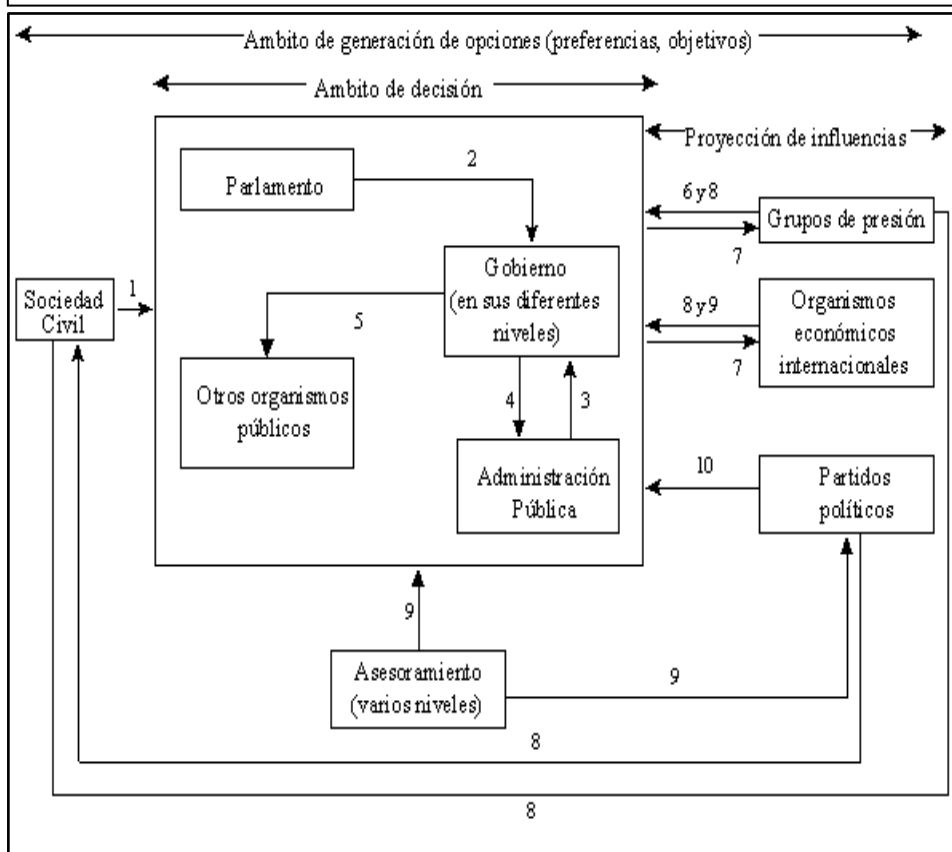 Ambito de generación de opciones (preferencias, objetivos)
Ambito de decisión
Proyección de influencias
Parlamento
2
6 y 8
Grupos de presión
7
Sociedad
Civil
1
Gobierno
(en sus diferentes
niveles)
5
8 y 9
Organismos
económicos
internacionales
7
Otros organismos
públicos
4
3
Administración
Pública
10
Partidos
políticos
9
Asesoramiento
(varios niveles)
9
8
8